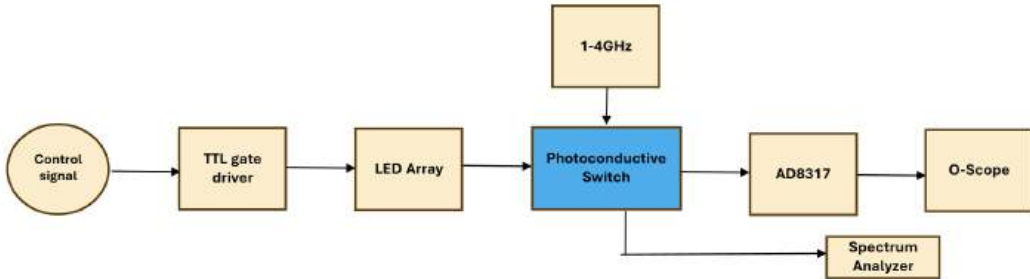 1-4GHz
Control
signal
TTL gate
driver
LED Array
Photoconductive
Switch
AD8317
O-Scope
Spectrum
Analyzer